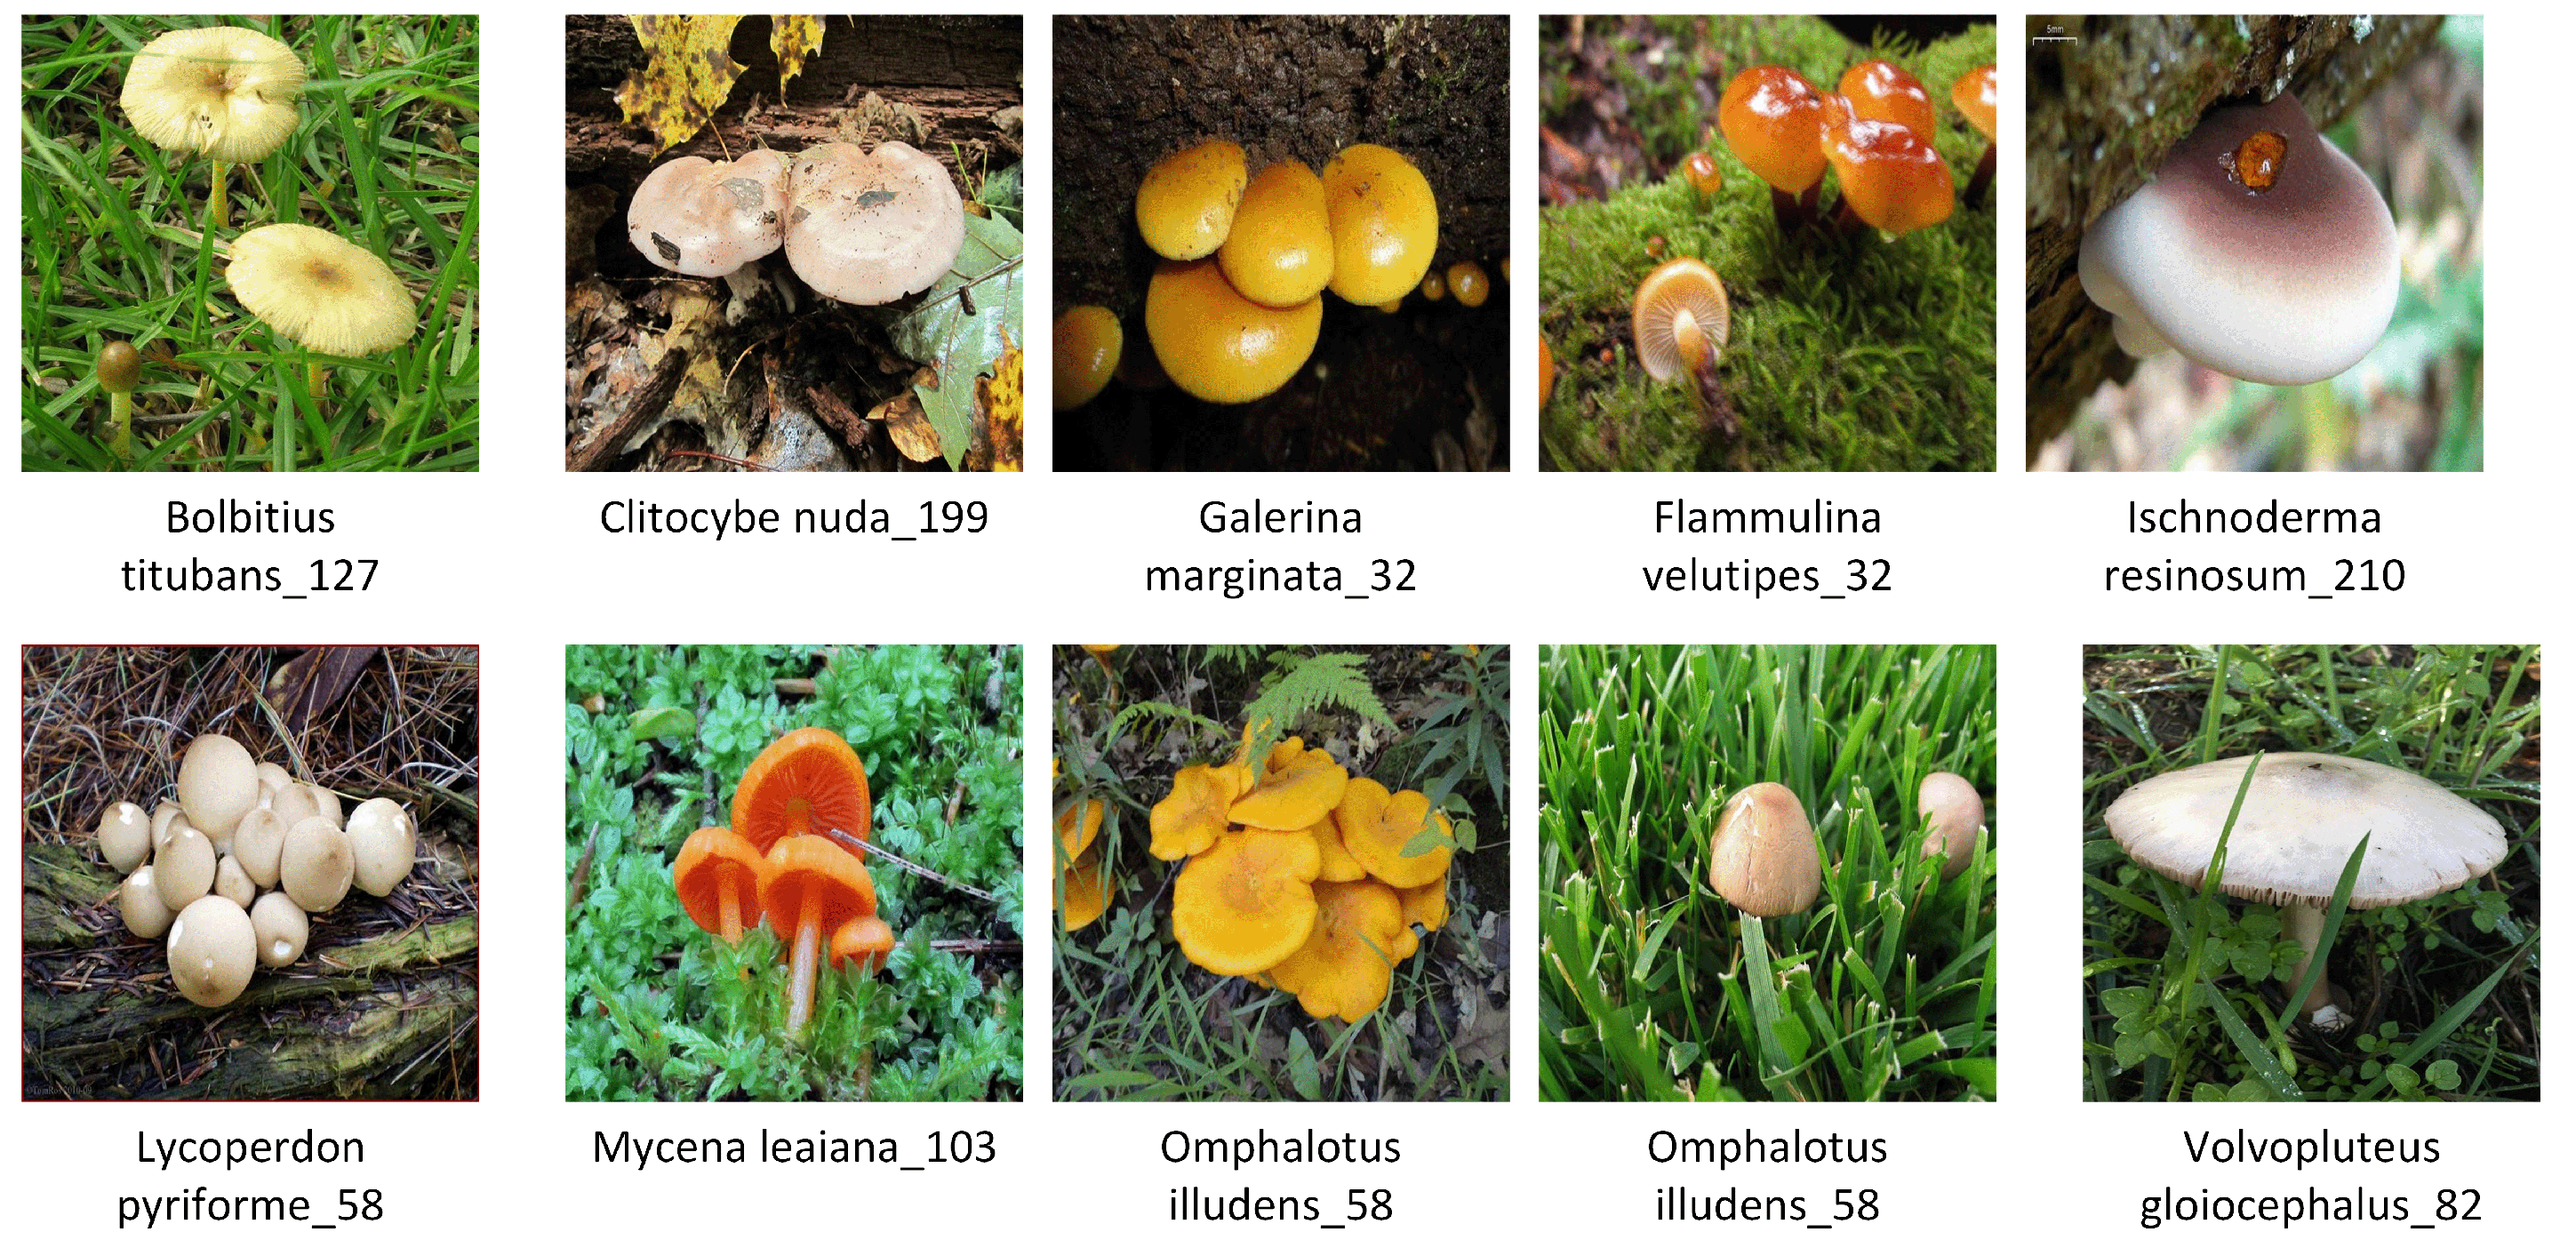 5mm
Bolbitius
titubans_127
Clitocybe nuda_199
Galerina
marginata_32
Flammulina
velutipes_32
Ischnoderma
resinosum_210
Lycoperdon
pyriforme_58
Mycena leaiana_103
Omphalotus
illudens_58
Omphalotus
illudens_58
Volvopluteus
gloiocephalus_82